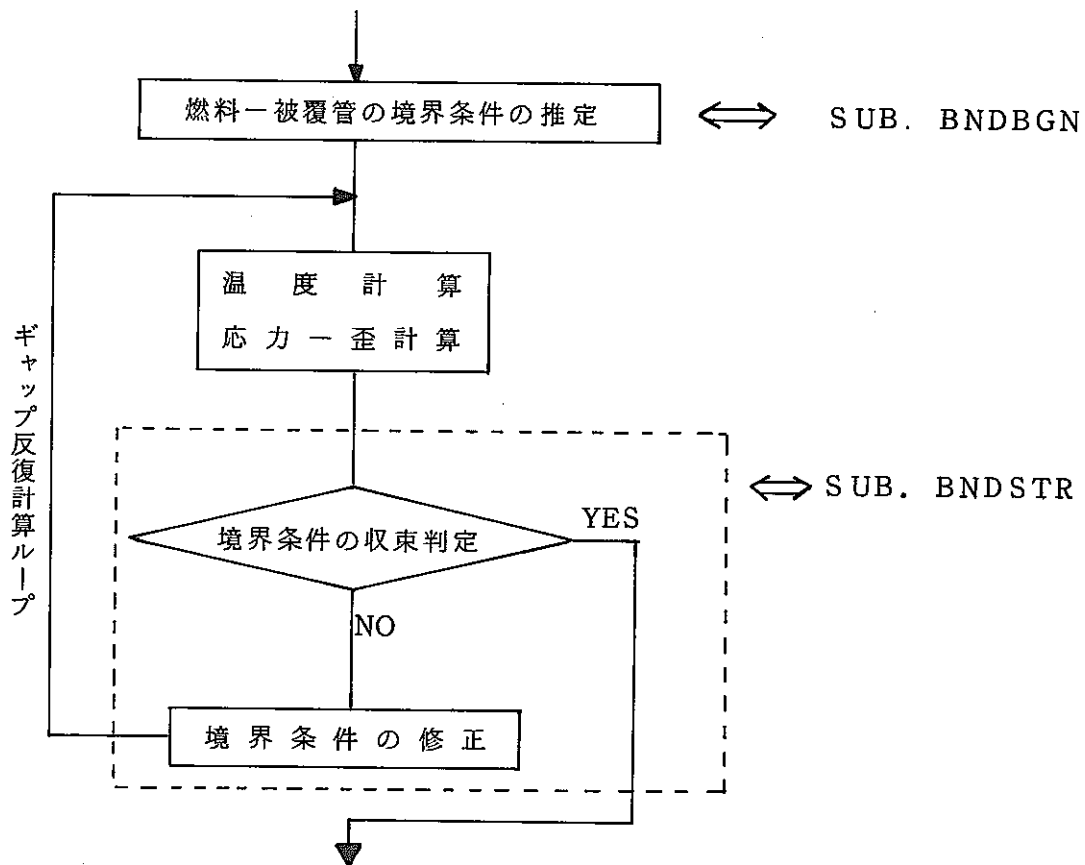 燃料ー被覆管の境界条件の推定
SUB. BNDBGN
温度計算
応力ー歪計算
ギャップ反復計算ループ
SUB. BNDSTR
境界条件の収束判定
YES
NO
境界条件の修正